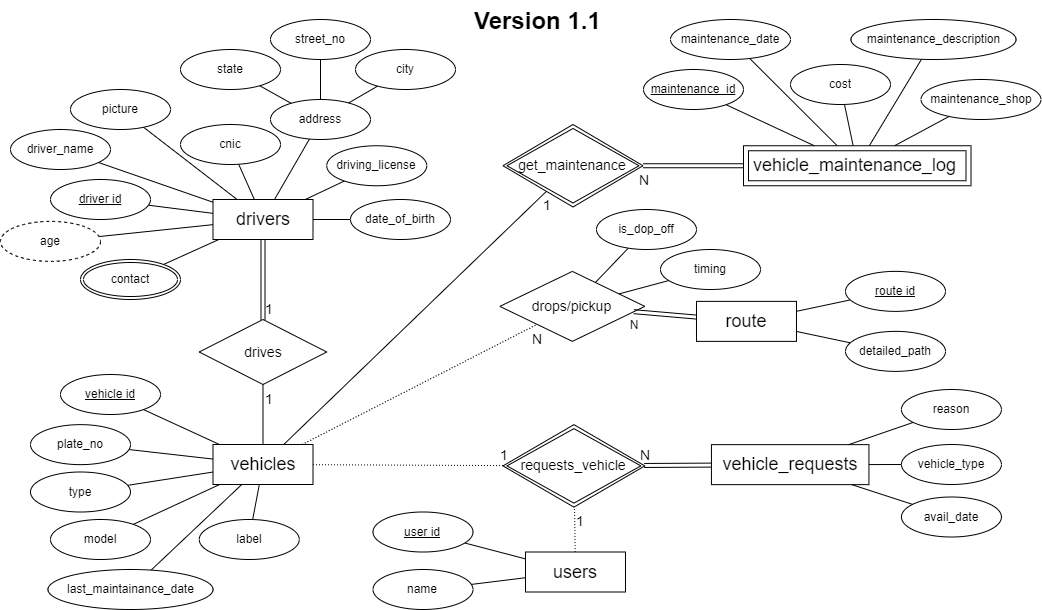 Version 1.1
street_no
state
city
address
picture
cnic
driver_name
driving_license
driver id
drivers
date_of_birth
age
contact
1
drives
1
maintenance_date
maintenance_description
maintenance_id
cost
maintenance_shop
get_maintenance
N
vehicle_maintenance_log
1
is_dop_off
timing
drops/pickup
N
N
route
route id
detailed_path
vehicle id
plate_no
type
vehicles
model
label
last_maintainance_date
1
requests_vehicle
N
vehicle_requests
reason
vehicle_type
avail_date
1
user id
name
users